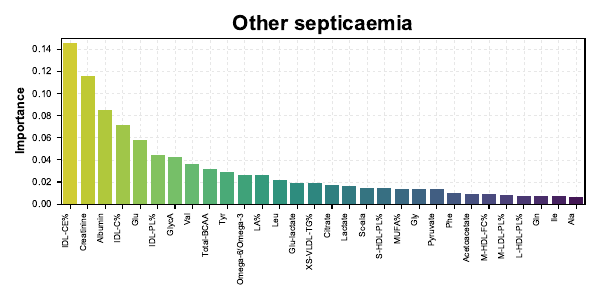 Other septicaemia
Importance
0.14
0.12
0.10
0.08
0.06
0.04
0.02
0.00
IDL-CE%
Creatinine
Albumin
IDL-C%
Glu
IDL-PL%
GlycA
Val
Total-BCAA
Tyr
Omega-6/Omega-3
LA%
Leu
Glu-lactate
XS-VLDL-TG%
Citrate
Lactate
Scala
S-HDL-PL%
MUFA%
Gly
Pyruvate
Phe
Acetoacetate
M-HDL-FC%
M-LDL-PL%
L-HDL-PL%
Gln
Ile
Ala